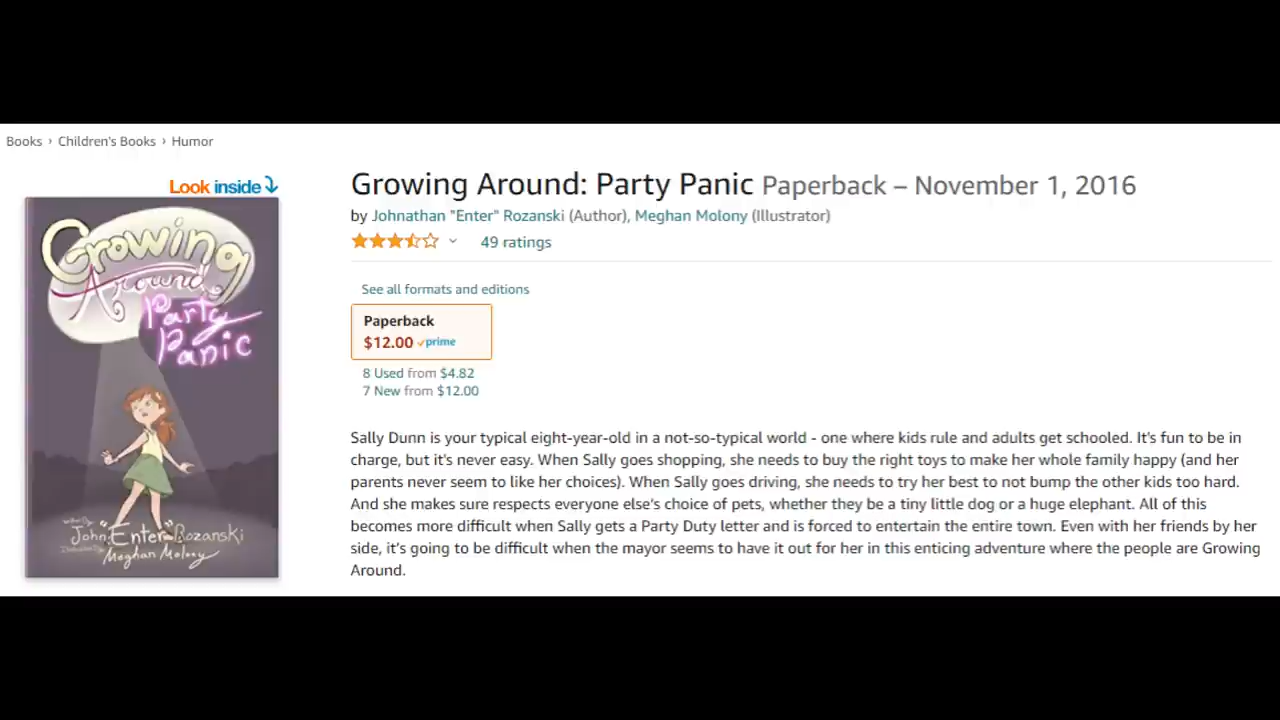 Books › Children's Books › Humor
Look inside
Growing Around: Party Panic Paperback – November 1, 2016
by Johnathan "Enter" Rozanski (Author), Meghan Molony (Illustrator)
49 ratings
See all formats and editions
Paperback
$12.00 prime
8 Used from $4.82
7 New from $12.00
Sally Dunn is your typical eight-year-old in a not-so-typical world - one where kids rule and adults get schooled. It's fun to be in
charge, but it's never easy. When Sally goes shopping, she needs to buy the right toys to make her whole family happy (and her
parents never seem to like her choices). When Sally goes driving, she needs to try her best to not bump the other kids too hard.
And she makes sure respects everyone else's choice of pets, whether they be a tiny little dog or a huge elephant. All of this
becomes more difficult when Sally gets a Party Duty letter and is forced to entertain the entire town. Even with her friends by her
side, it's going to be difficult when the mayor seems to have it out for her in this enticing adventure where the people are Growing
Around.
Growing
Around
Party
Panic
John "Enter" Rozanski
Meghan Molony